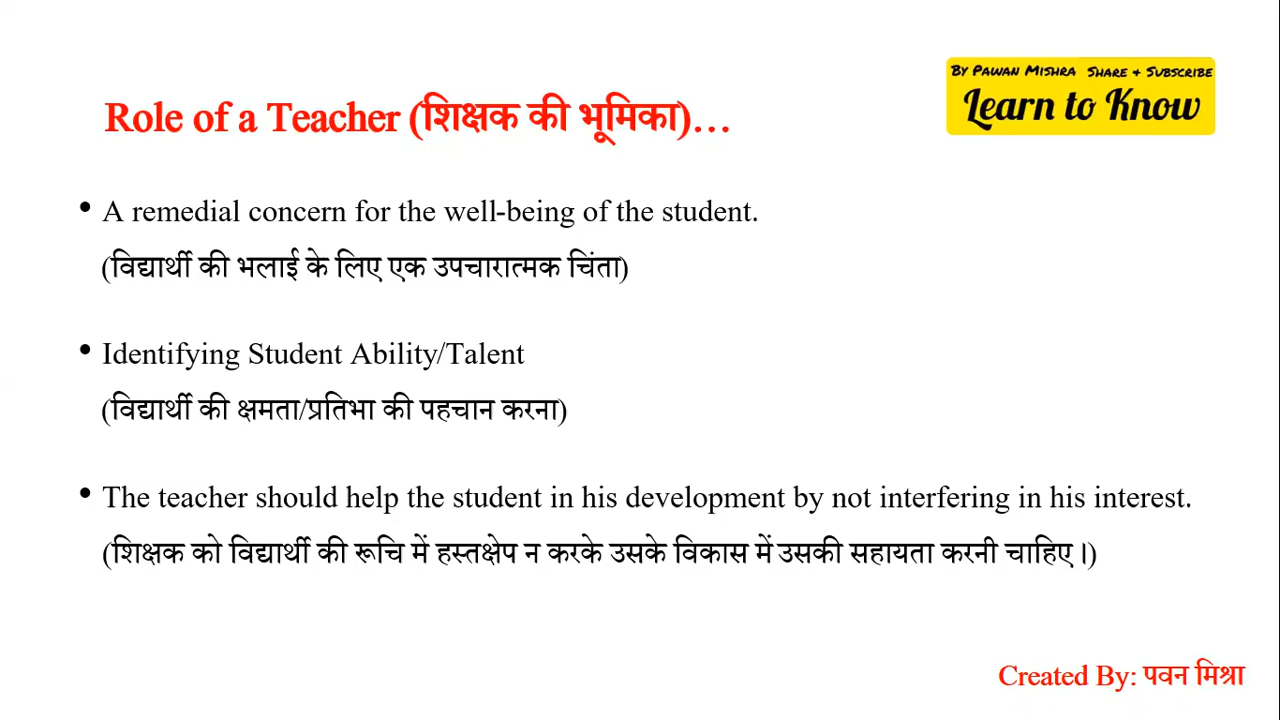 By Pawan Mishra Share & Subscribe
Learn to Know
Role of a Teacher (शिक्षक की भूमिका)...
• A remedial concern for the well-being of the student.
(विद्यार्थी की भलाई के लिए एक उपचारात्मक चिंता)
• Identifying Student Ability/Talent
(विद्यार्थी की क्षमता/प्रतिभा की पहचान करना)
• The teacher should help the student in his development by not interfering in his interest.
(शिक्षक को विद्यार्थी की रूचि में हस्तक्षेप न करके उसके विकास में उसकी सहायता करनी चाहिए।)
Created By: पवन मिश्रा